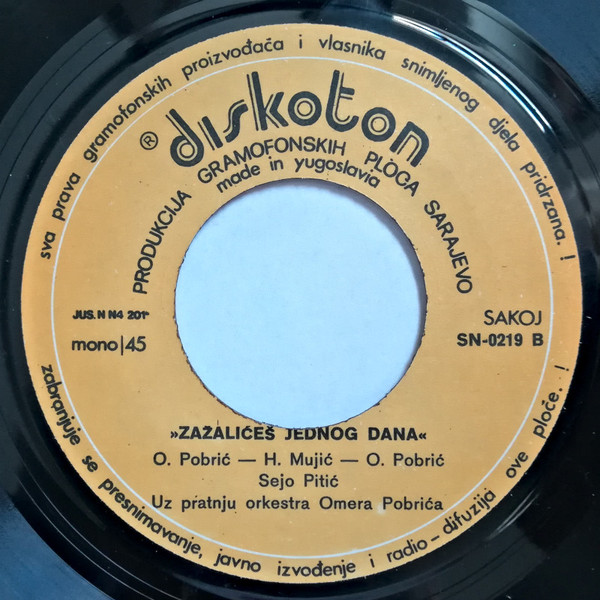 sva prava gramofonskih proizvođača i vlasnika snimljenog djela pridržana. !
® diskoton
PRODUKCIJA GRAMOFONSKIH PLOČA SARAJEVO
made in yugoslavia
JUS. N N4 201
SAKOJ
mono|45
SN-0219 B
»ZAŽALIĆEŠ JEDNOG DANA«
O. Pobrić — H. Mujić — O. Pobrić
Sejo Pitić
Uz pratnju orkestra Omera Pobrića
zabranjuje se presnimavanje, javno izvođenje i radio-difuzija ove ploče. !